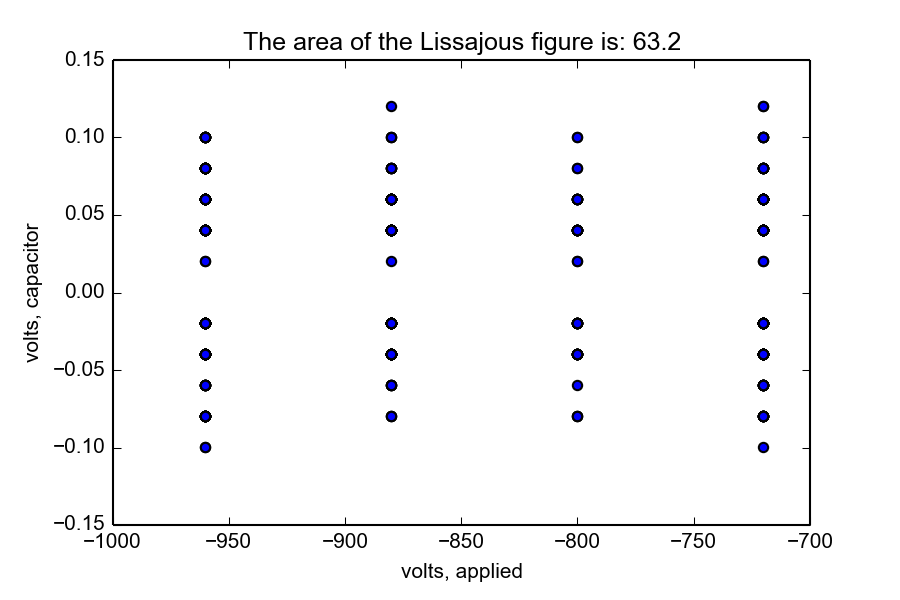 The area of the Lissajous figure is: 63.2
0.15
0.10
0.05
0.00
−0.05
−0.10
−0.15
volts, capacitor
−1000 −950 −900 −850 −800 −750 −700
volts, applied